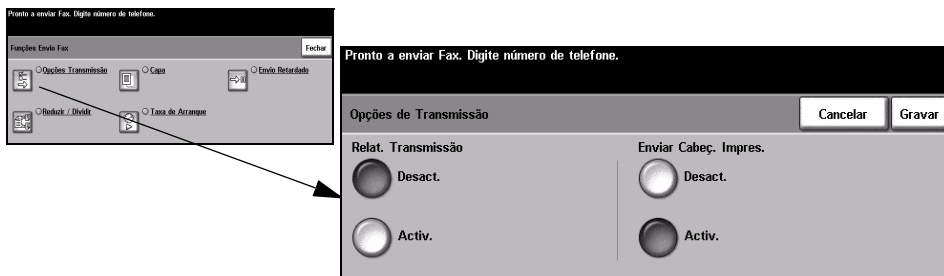 Pronto a enviar Fax. Digite número de telefone.
Funções Envio Fax
Fechar
Opções Transmissão
Capa
Envio Retardado
Reduzir / Dividir
Taxa de Arranque
Pronto a enviar Fax. Digite número de telefone.
Opções de Transmissão
Cancelar
Gravar
Relat. Transmissão
Enviar Cabeç. Impres.
Desact.
Desact.
Activ.
Activ.